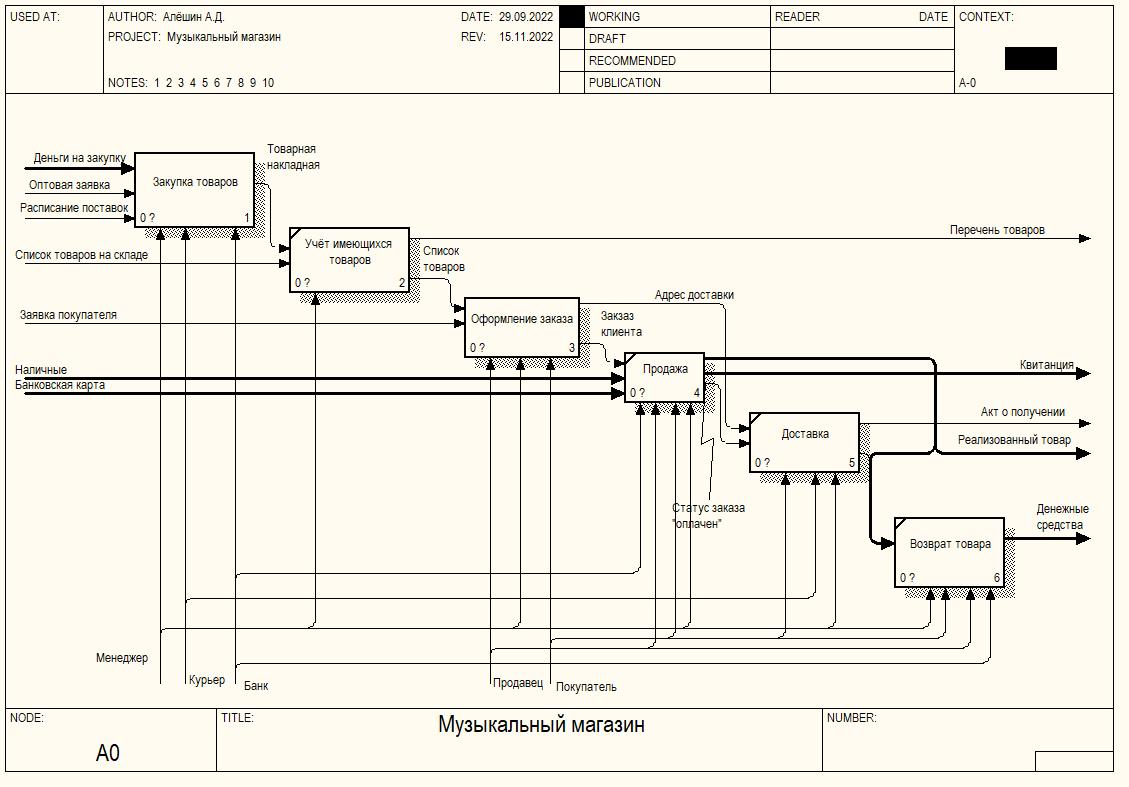 USED AT:
AUTHOR: Алёшин А.Д.
DATE: 29.09.2022
WORKING
READER
DATE
CONTEXT:
PROJECT: Музыкальный магазин
REV: 15.11.2022
DRAFT
RECOMMENDED
NOTES: 1 2 3 4 5 6 7 8 9 10
PUBLICATION
A-0
Товарная
накладная
Деньги на закупку
Оптовая заявка
Расписание поставок
Закупка товаров
0 ?
1
Список товаров на складе
Учёт имеющихся
товаров
0 ?
2
Перечень товаров
Список
товаров
Заявка покупателя
Оформление заказа
0 ?
3
Адрес доставки
Закзаз
клиента
Наличные
Банковская карта
Продажа
0 ?
4
Квитанция
Доставка
0 ?
5
Акт о получении
Реализованный товар
Статус заказа
"оплачен"
Возврат товара
0 ?
6
Денежные
средства
Менеджер
Курьер
Банк
Продавец
Покупатель
NODE:
A0
TITLE:
Музыкальный магазин
NUMBER: